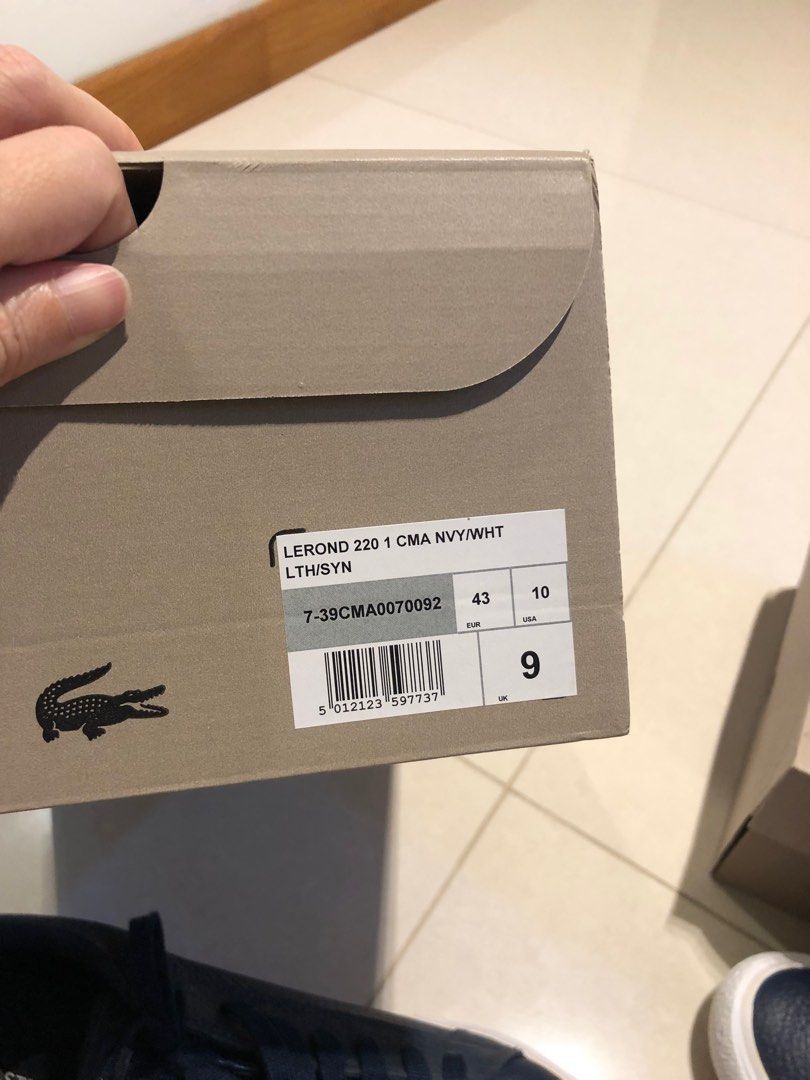 LEROND 220 1 CMA NVY/WHT
LTH/SYN
7-39CMA0070092
43
EUR
10
USA
5 012123 597737
9
UK